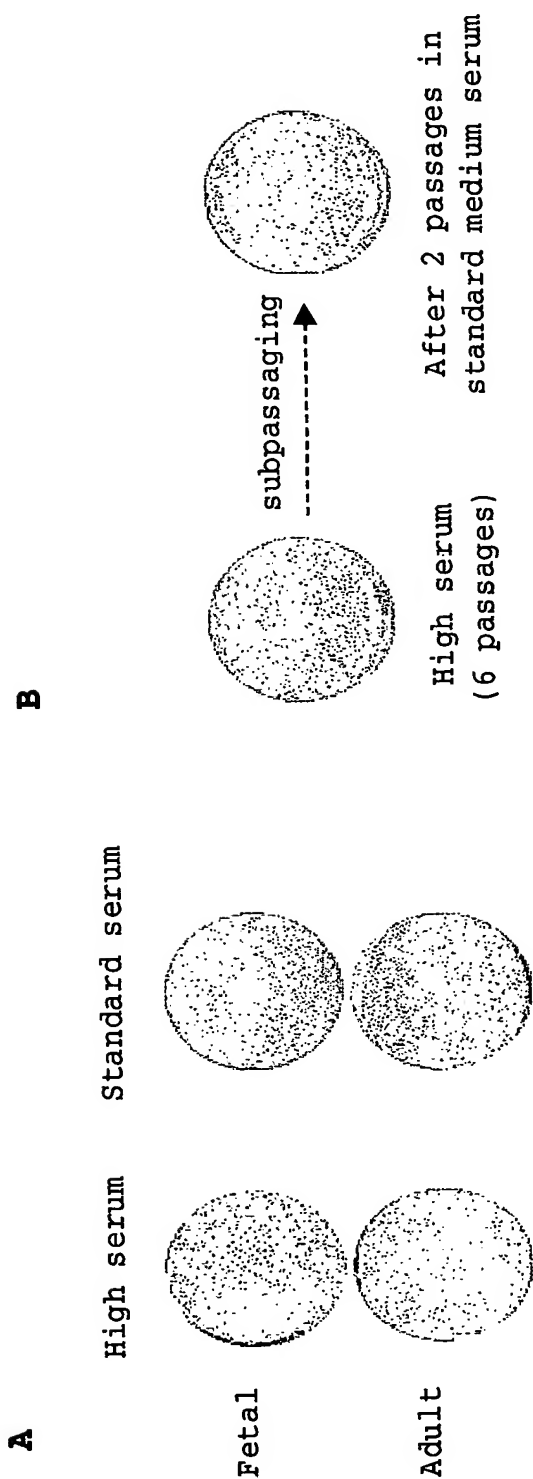 A
High serum
Standard serum
Fetal
Adult
B
subpassaging
High serum
(6 passages)
After 2 passages in
standard medium serum